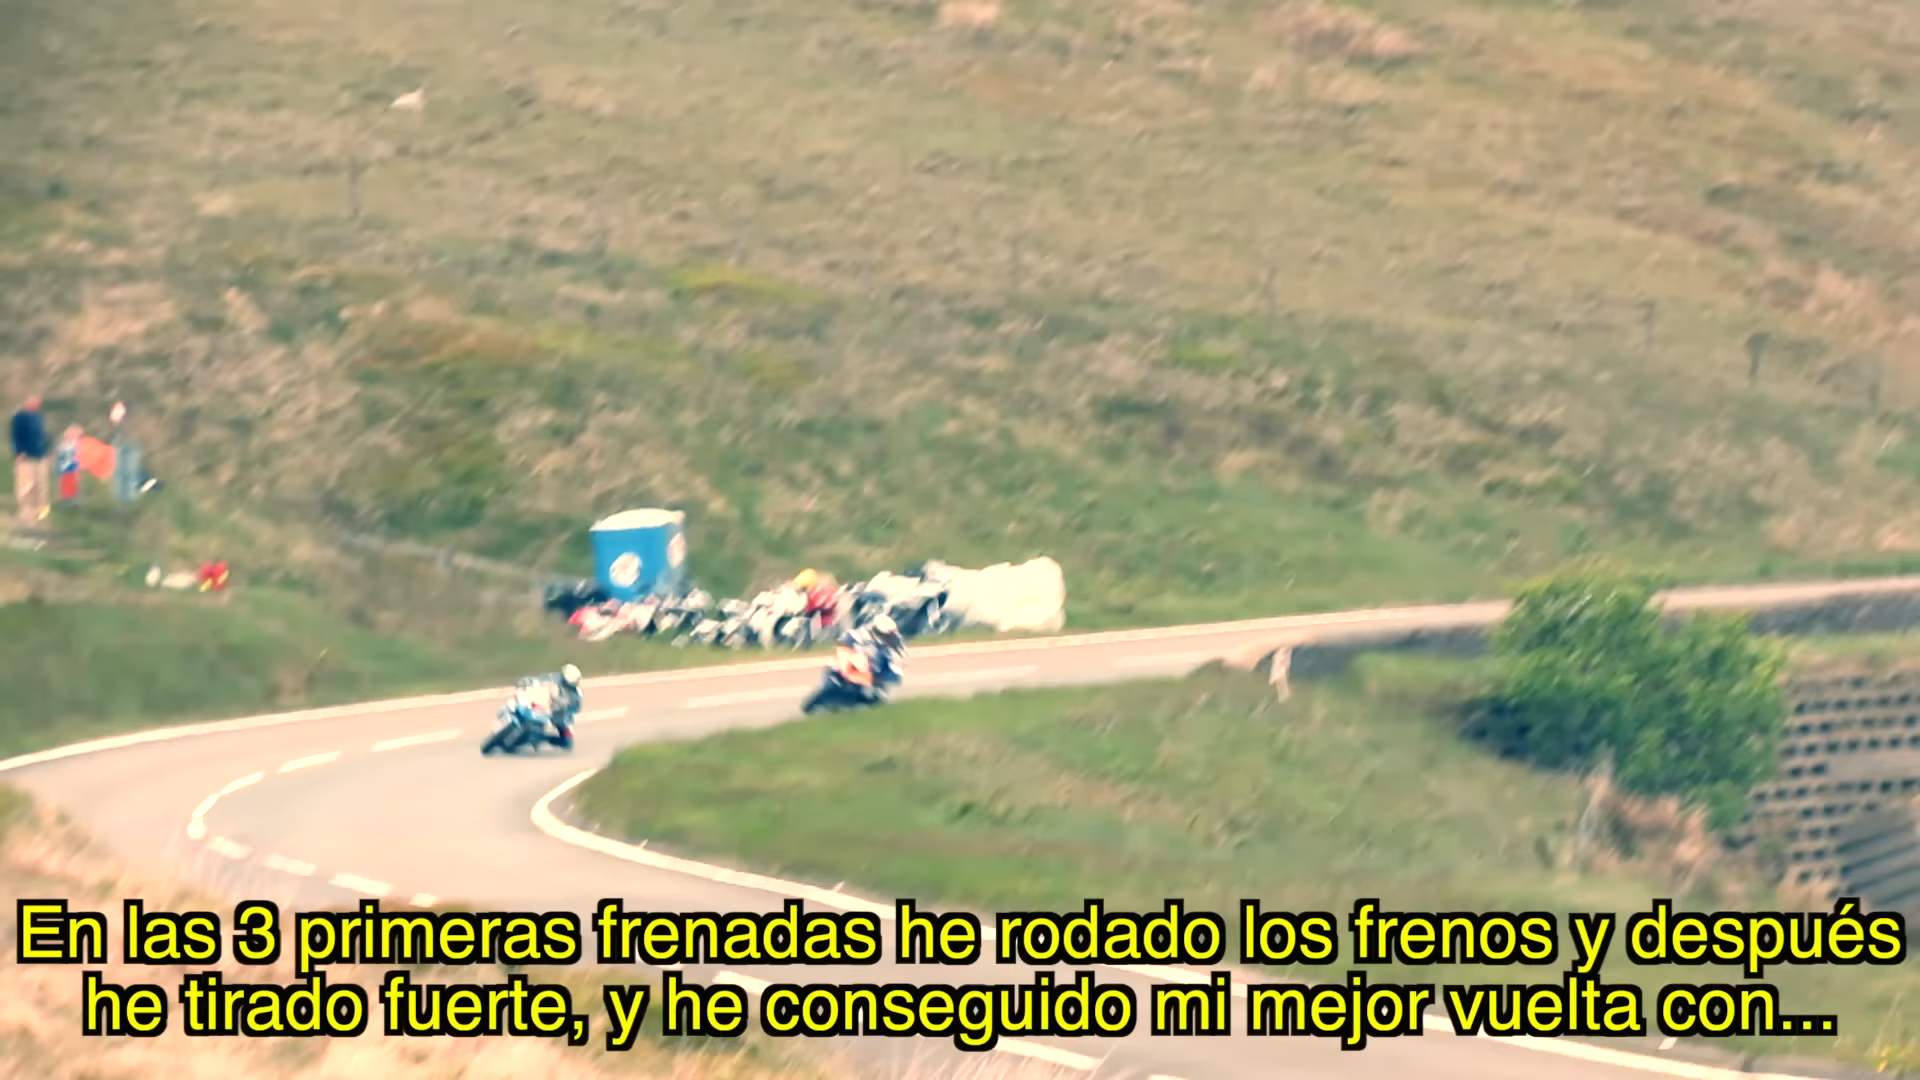 En las 3 primeras frenadas he rodado los frenos y después
he tirado fuerte, y he conseguido mi mejor vuelta con...